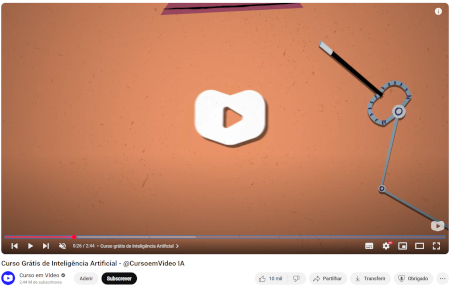 0:26 / 2:44 • Curso grátis de Inteligência Artificial
Curso Grátis de Inteligência Artificial - @CursoemVideo IA
Curso em Vídeo
2,44 M de subscritores
Aderir
Subscrever
10 mil
Partilhar
Transferir
Obrigado